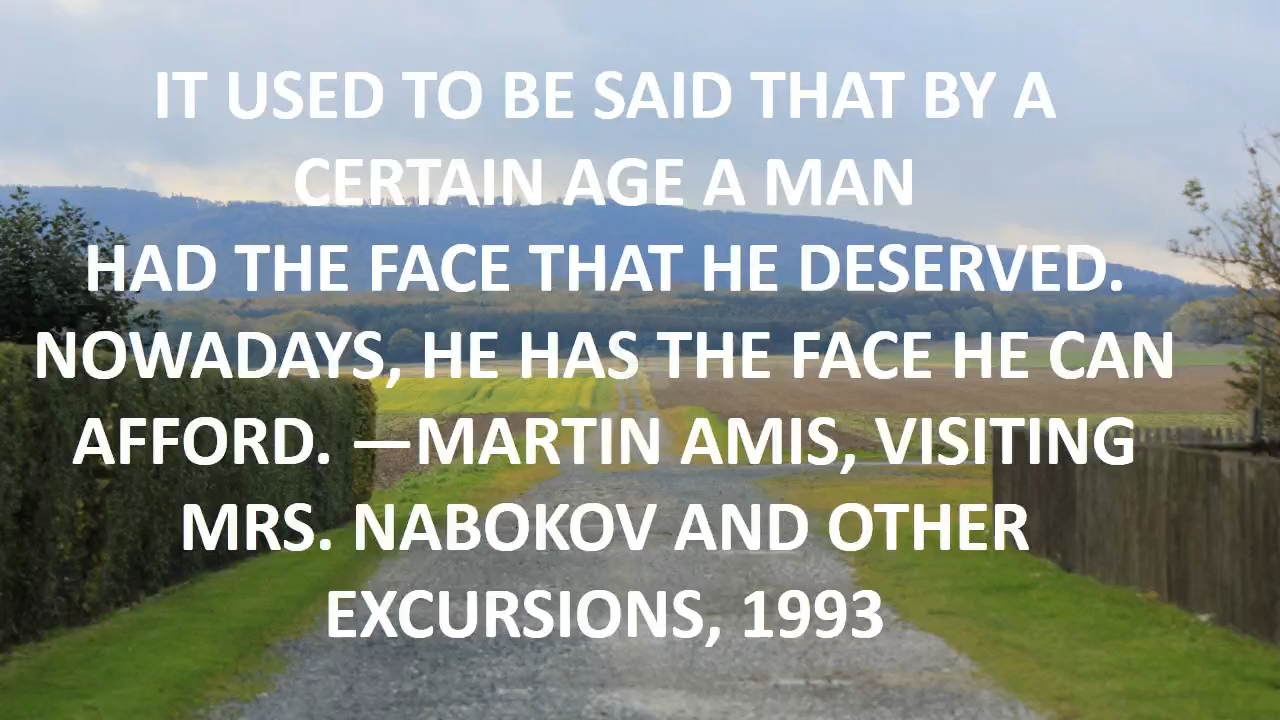 IT USED TO BE SAID THAT BY A
CERTAIN AGE A MAN
HAD THE FACE THAT HE DESERVED.
NOWADAYS, HE HAS THE FACE HE CAN
AFFORD. —MARTIN AMIS, VISITING
MRS. NABOKOV AND OTHER
EXCURSIONS, 1993